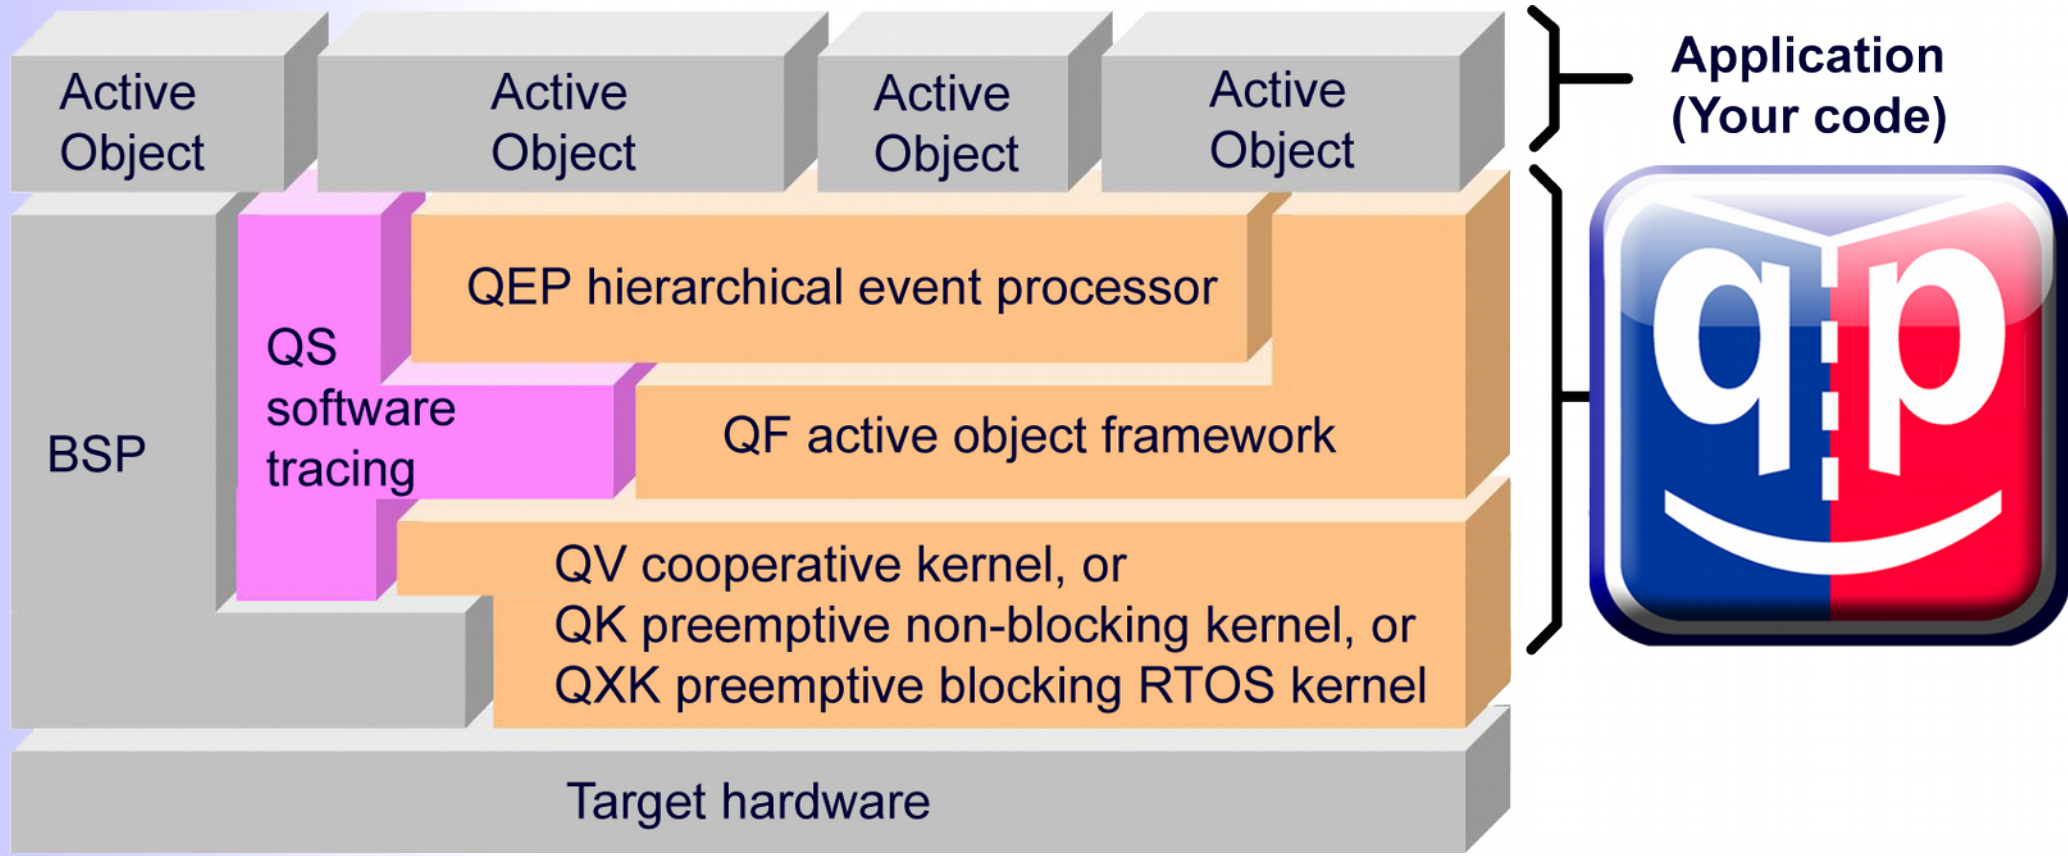 Active
Object
Active
Object
Active
Object
Active
Object
Application
(Your code)
QEP hierarchical event processor
QS
software
tracing
BSP
QF active object framework
QV cooperative kernel, or
QK preemptive non-blocking kernel, or
QXK preemptive blocking RTOS kernel
Target hardware
qp